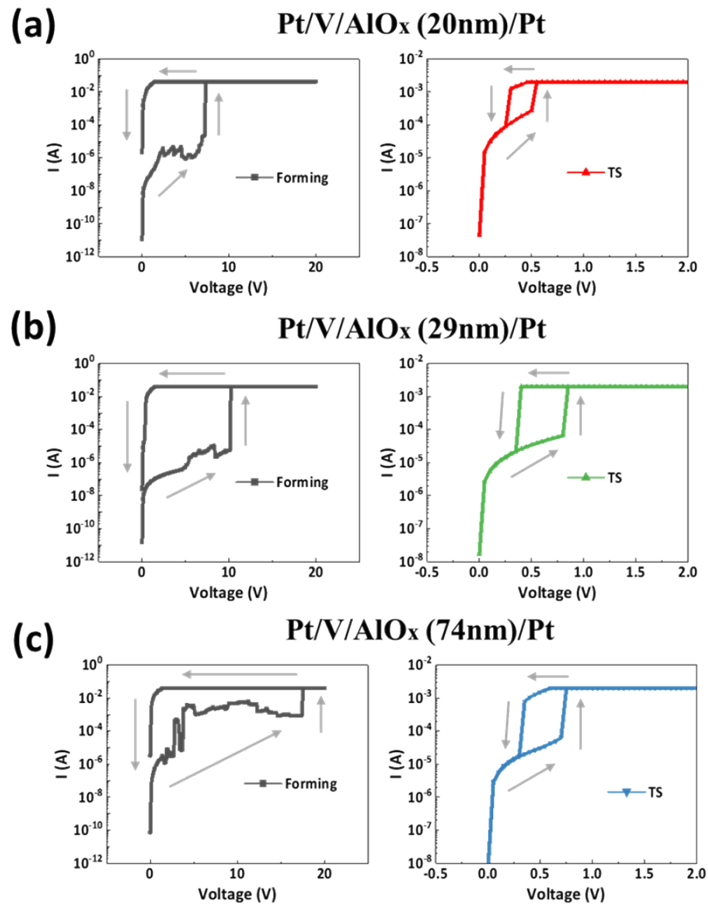 (a)
Pt/V/AlOx (20nm)/Pt
I (A)
10^0
10^-2
10^-4
10^-6
10^-8
10^-10
10^-12
0 10 20
Voltage (V)
Forming
I (A)
10^-2
10^-3
10^-4
10^-5
10^-6
10^-7
10^-8
-0.5 0.0 0.5 1.0 1.5 2.0
Voltage (V)
TS
(b)
Pt/V/AlOx (29nm)/Pt
I (A)
10^0
10^-2
10^-4
10^-6
10^-8
10^-10
10^-12
0 10 20
Voltage (V)
Forming
I (A)
10^-2
10^-3
10^-4
10^-5
10^-6
10^-7
10^-8
-0.5 0.0 0.5 1.0 1.5 2.0
Voltage (V)
TS
(c)
Pt/V/AlOx (74nm)/Pt
I (A)
10^0
10^-2
10^-4
10^-6
10^-8
10^-10
10^-12
0 10 20
Voltage (V)
Forming
I (A)
10^-2
10^-3
10^-4
10^-5
10^-6
10^-7
10^-8
-0.5 0.0 0.5 1.0 1.5 2.0
Voltage (V)
TS